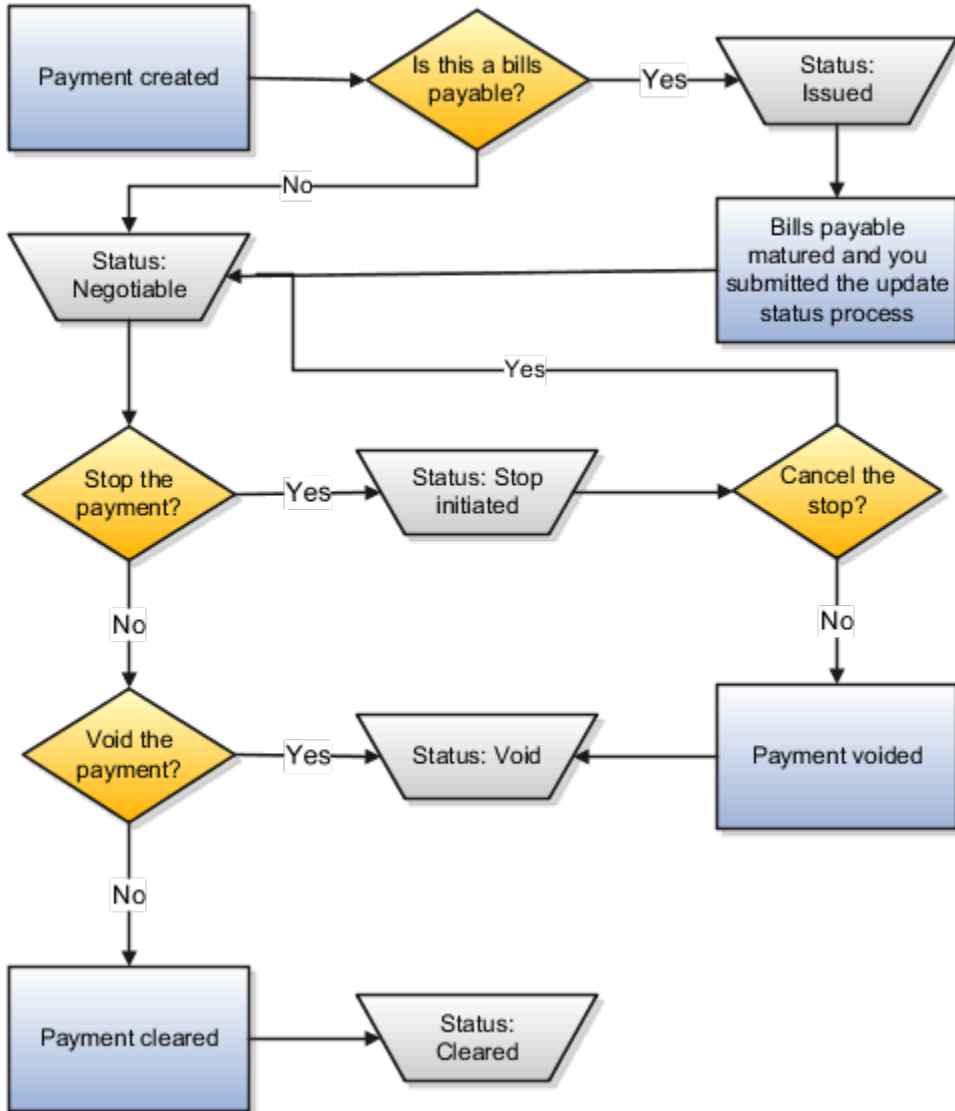 Payment created
Is this a bills
payable?
Yes
Status:
Issued
No
Status:
Negotiable
Bills payable
matured and you
submitted the update
status process
Yes
Stop the
payment?
Yes
Status: Stop
initiated
Cancel the
stop?
No
No
Void the
payment?
Yes
Status: Void
Payment voided
No
Payment cleared
Status:
Cleared